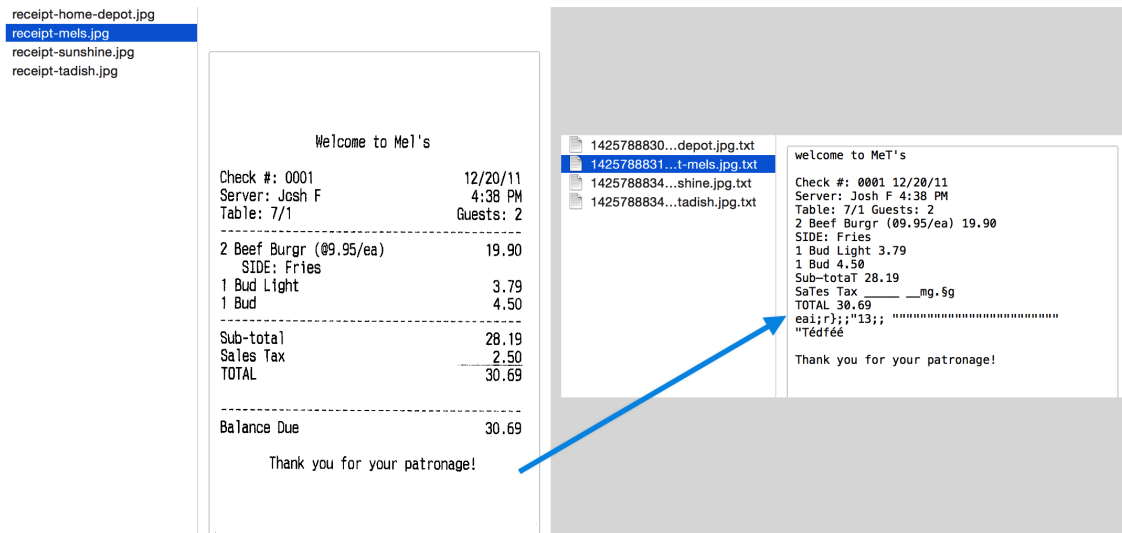 receipt-home-depot.jpg
receipt-mels.jpg
receipt-sunshine.jpg
receipt-tadish.jpg
Welcome to Mel's
Check #: 0001 12/20/11
Server: Josh F 4:38 PM
Table: 7/1 Guests: 2
2 Beef Burgr (@9.95/ea) 19.90
SIDE: Fries
1 Bud Light 3.79
1 Bud 4.50
Sub-total 28.19
Sales Tax 2.50
TOTAL 30.69
Balance Due 30.69
Thank you for your patronage!
1425788830...depot.jpg.txt
1425788831...t-mels.jpg.txt
1425788834...shine.jpg.txt
1425788834...tadish.jpg.txt
welcome to MeT's
Check #: 0001 12/20/11
Server: Josh F 4:38 PM
Table: 7/1 Guests: 2
2 Beef Burgr (09.95/ea) 19.90
SIDE: Fries
1 Bud Light 3.79
1 Bud 4.50
Sub—totaT 28.19
SaTes Tax _____ __mg.§g
TOTAL 30.69
eai;r};;"13;; """"""""""""""""""""""""
"Tédféé
Thank you for your patronage!